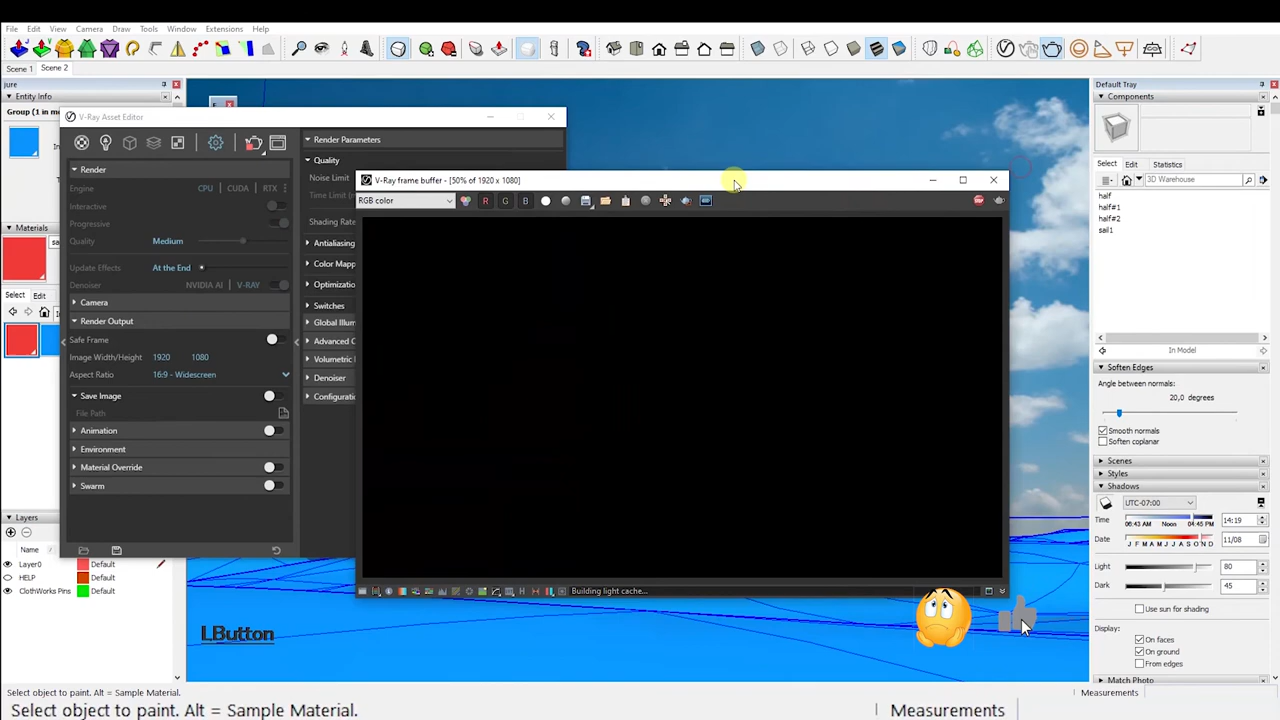 File Edit View Camera Draw Tools Window Extensions Help
Scene 1 Scene 2
jure
Entity Info
Group (1 in m
In
Materials
sa
Select Edit
In
Layers
Name
Layer0 Default
HELP Default
ClothWorks Pins Default
V-Ray Asset Editor
Render
Engine CPU CUDA RTX
Interactive
Progressive
Quality Medium
Update Effects At the End
Denoiser NVIDIA AI V-RAY
Camera
Render Output
Safe Frame
Image Width/Height 1920 1080
Aspect Ratio 16:9 - Widescreen
Save Image
File Path
Animation
Environment
Material Override
Swarm
Render Parameters
Quality
Noise Limit
Time Limit (
Shading Rate
Antialiasing
Color Mapp
Optimizatio
Switches
Global Illum
Advanced C
Volumetric
Denoiser
Configuratio
V-Ray frame buffer - [50% of 1920 x 1080]
RGB color R G B
STOP
H
Building light cache...
LButton
Default Tray
Components
Select Edit Statistics
3D Warehouse
half
half#1
half#2
sail1
In Model
Soften Edges
Angle between normals:
20,0 degrees
Smooth normals
Soften coplanar
Scenes
Styles
Shadows
UTC-07:00
Time 06:43 AM Noon 04:45 PM 14:19
Date J F M A M J J A S O N D 11/08
Light 80
Dark 45
Use sun for shading
Display:
On faces
On ground
From edges
Match Photo
Select object to paint. Alt = Sample Material. Measurements
Select object to paint. Alt = Sample Material. Measurements